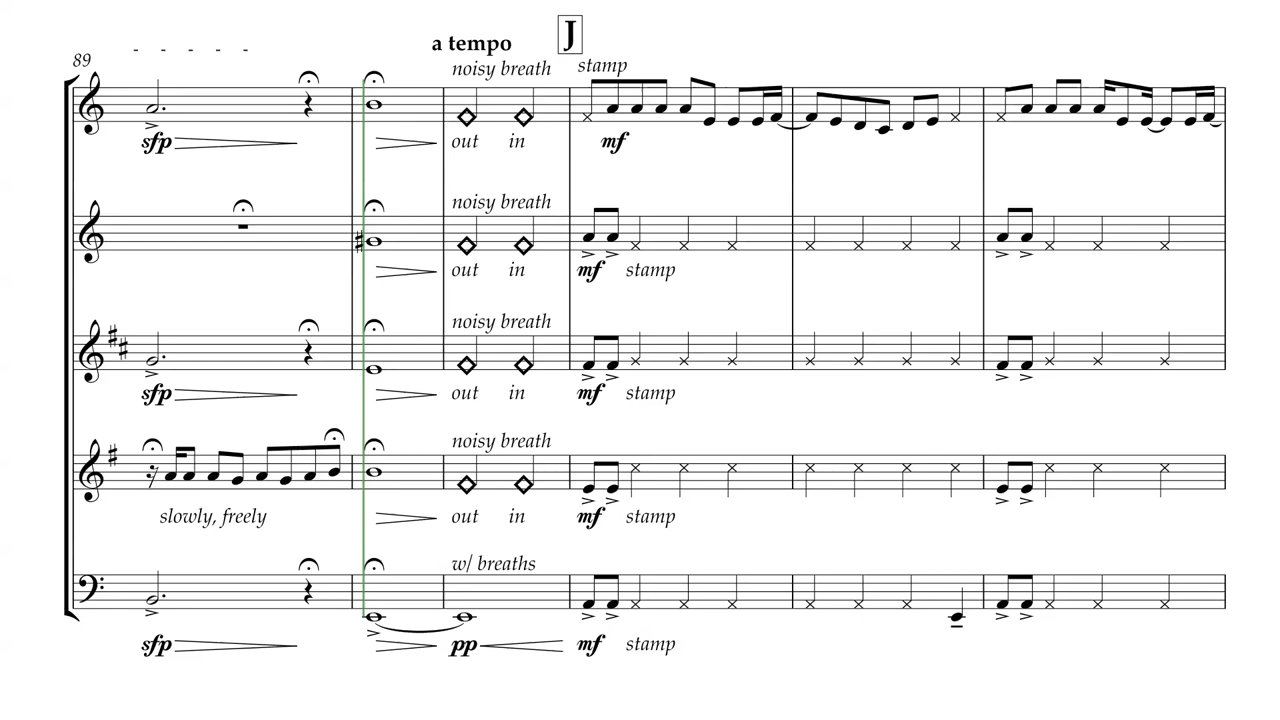 J
a tempo
89
noisy breath stamp
sfp out in mf
noisy breath
out in mf stamp
noisy breath
sfp out in mf stamp
noisy breath
slowly, freely out in mf stamp
w/ breaths
sfp pp mf stamp